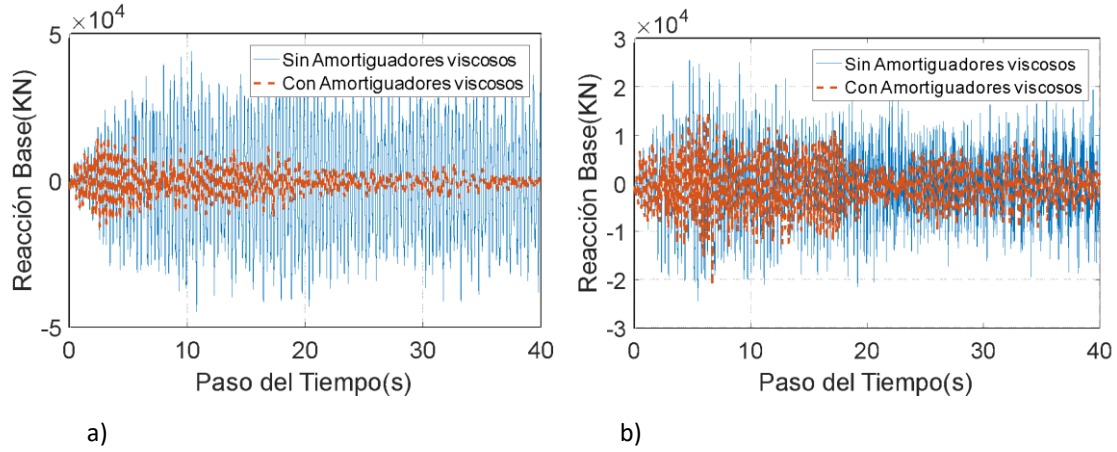 ×10⁴
5
0
-5
Reacción Base(KN)
Sin Amortiguadores viscosos
Con Amortiguadores viscosos
0 10 20 30 40
Paso del Tiempo(s)
a)
×10⁴
3
2
1
0
-1
-2
-3
Reacción Base(KN)
Sin Amortiguadores viscosos
Con Amortiguadores viscosos
0 10 20 30 40
Paso del Tiempo(s)
b)